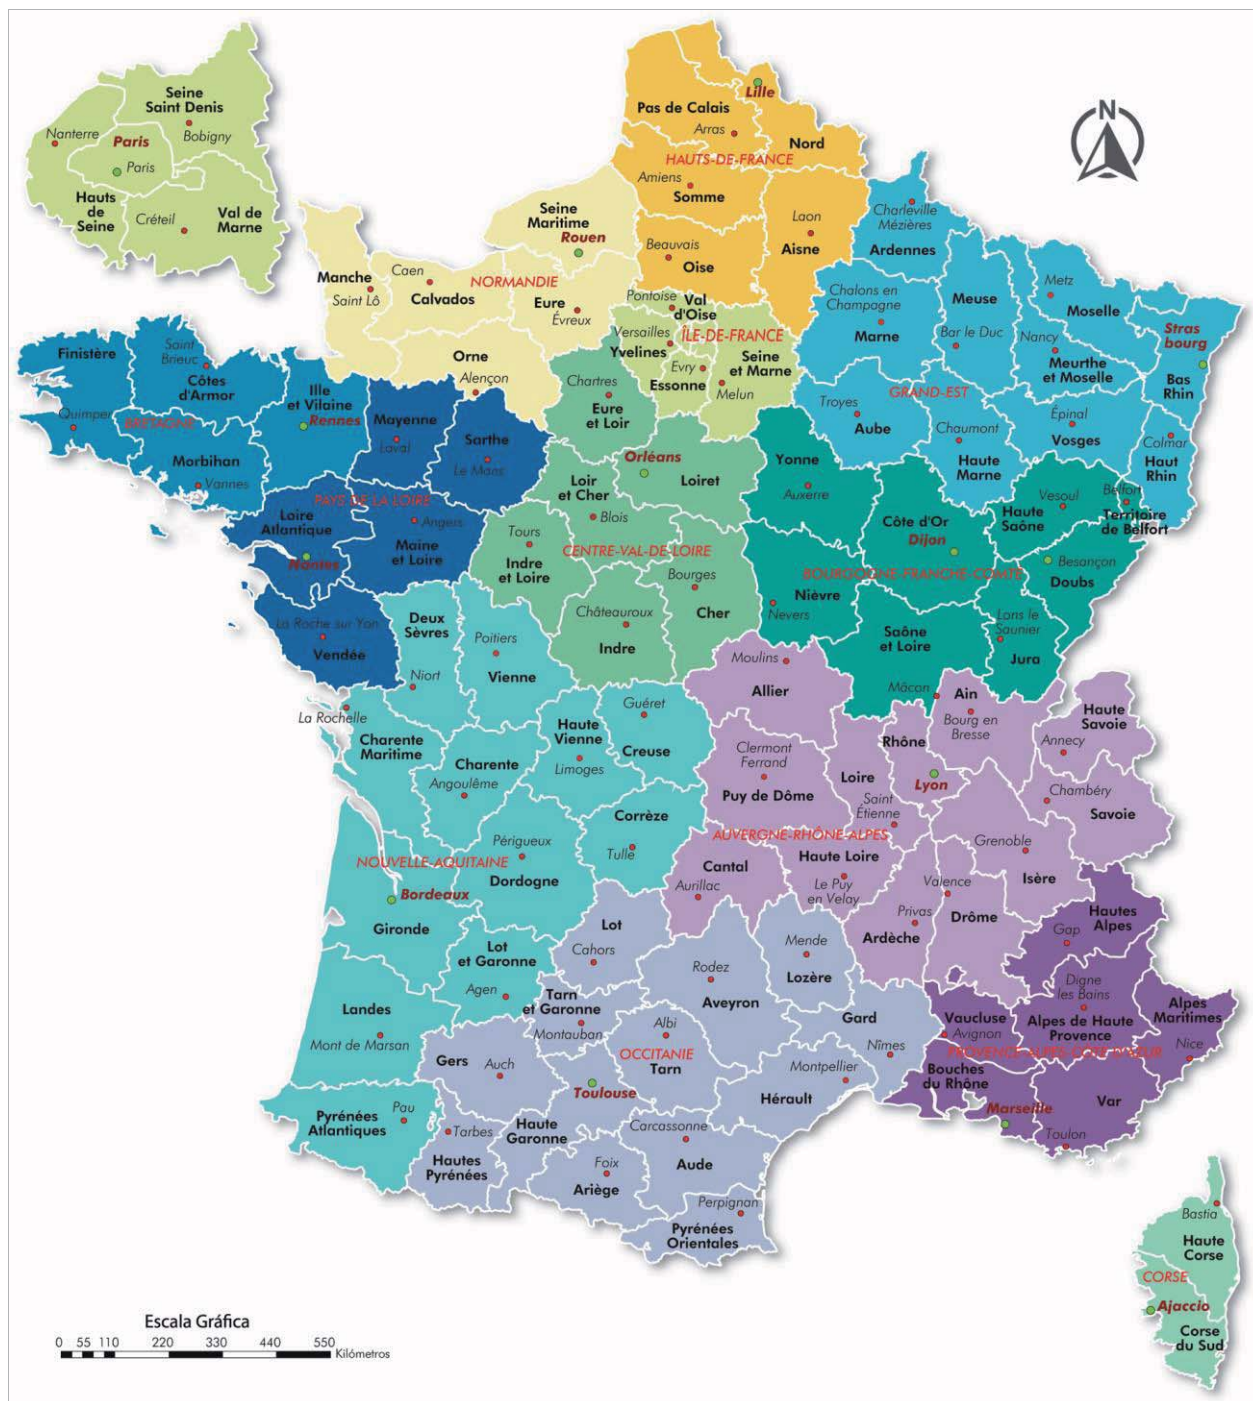 Seine
Saint Denis
Nanterre
Paris
Bobigny
Paris
Hauts
de
Seine
Créteil
Val de
Marne
N
Lille
Pas de Calais
Arras
Nord
HAUTS-DE-FRANCE
Amiens
Somme
Laon
Aisne
Beauvais
Oise
Seine
Maritime
Rouen
NORMANDIE
Manche
Saint Lô
Caen
Calvados
Eure
Évreux
Orne
Alençon
Charleville
Mézières
Ardennes
Chalons en
Champagne
Marne
Meuse
Bar le Duc
Metz
Moselle
Nancy
Meurthe
et Moselle
Stras
bourg
Bas
Rhin
GRAND-EST
Troyes
Aube
Chaumont
Haute
Marne
Épinal
Vosges
Colmar
Haut
Rhin
Pontoise
Val
d'Oise
Versailles
Yvelines
ÎLE-DE-FRANCE
Evry
Essonne
Seine
et Marne
Melun
Finistère
Saint
Brieuc
Côtes
d'Armor
Ille
et Vilaine
Rennes
Quimper
BRETAGNE
Morbihan
Vannes
Mayenne
Laval
Sarthe
Le Mans
PAYS DE LA LOIRE
Loire
Atlantique
Nantes
Angers
Maine
et Loire
La Roche sur Yon
Vendée
Chartres
Eure
et Loir
Orléans
Loiret
Loir
et Cher
Blois
Tours
Indre
et Loire
CENTRE-VAL-DE-LOIRE
Bourges
Cher
Châteauroux
Indre
Yonne
Auxerre
Côte d'Or
Dijon
Haute
Saône
Vesoul
Belfort
Territoire
de Belfort
Besançon
Doubs
BOURGOGNE-FRANCHE-COMTE
Nièvre
Nevers
Saône
et Loire
Mâcon
Lons le
Saunier
Jura
Deux
Sèvres
Niort
Poitiers
Vienne
La Rochelle
Charente
Maritime
Charente
Angoulême
Haute
Vienne
Limoges
Guéret
Creuse
Corrèze
Tulle
Périgueux
Dordogne
NOUVELLE-AQUITAINE
Bordeaux
Gironde
Lot
et Garonne
Agen
Landes
Mont de Marsan
Pyrénées
Atlantiques
Pau
Moulins
Allier
Clermont
Ferrand
Puy de Dôme
Loire
Saint
Étienne
Rhône
Lyon
Ain
Bourg en
Bresse
Haute
Savoie
Annecy
Chambéry
Savoie
AUVERGNE-RHÔNE-ALPES
Cantal
Aurillac
Haute Loire
Le Puy
en Velay
Grenoble
Isère
Valence
Drôme
Privas
Ardèche
Lot
Cahors
Rodez
Aveyron
Mende
Lozère
Tarn
et Garonne
Montauban
Albi
OCCITANIE
Tarn
Gard
Nîmes
Montpellier
Hérault
Gers
Auch
Toulouse
Haute
Garonne
Tarbes
Hautes
Pyrénées
Foix
Ariège
Carcassonne
Aude
Perpignan
Pyrénées
Orientales
Hautes
Alpes
Gap
Digne
les Bains
Alpes de Haute
Provence
Alpes
Maritimes
Nice
Vaucluse
Avignon
PROVENCE-ALPES-CÔTE D'AZUR
Bouches
du Rhône
Marseille
Var
Toulon
Bastia
Haute
Corse
CORSE
Ajaccio
Corse
du Sud
Escala Gráfica
0 55 110 220 330 440 550
Kilómetros